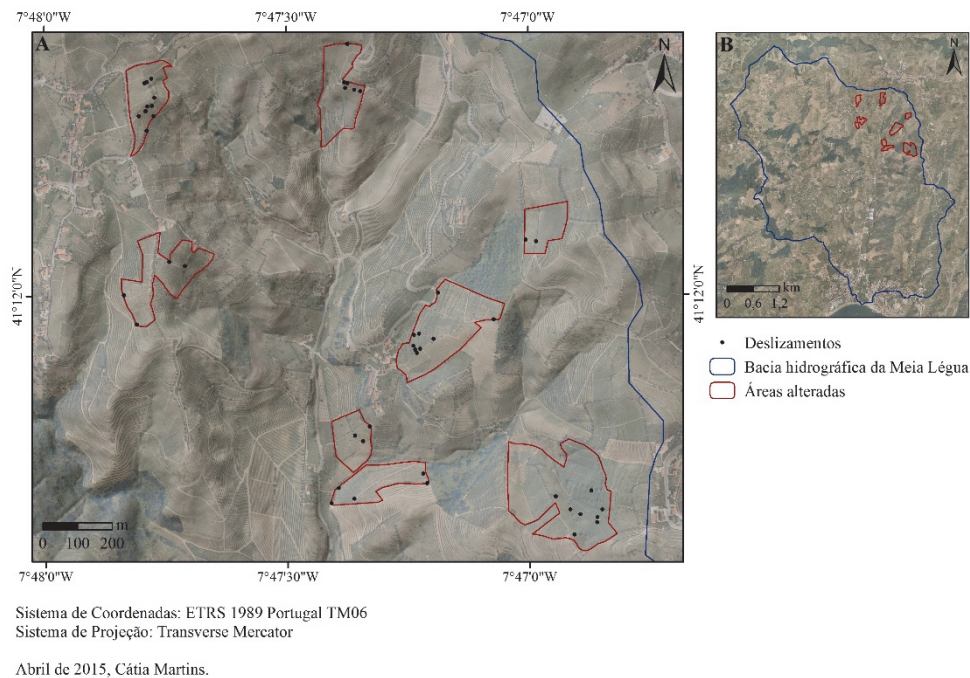 7°48'0"W 7°47'30"W 7°47'0"W
A
N
B
N
41°12'0"N
41°12'0"N
km
0 0,6 1,2
• Deslizamentos
Bacia hidrográfica da Meia Légua
Áreas alteradas
m
0 100 200
7°48'0"W 7°47'30"W 7°47'0"W
Sistema de Coordenadas: ETRS 1989 Portugal TM06
Sistema de Projeção: Transverse Mercator
Abril de 2015, Cátia Martins.